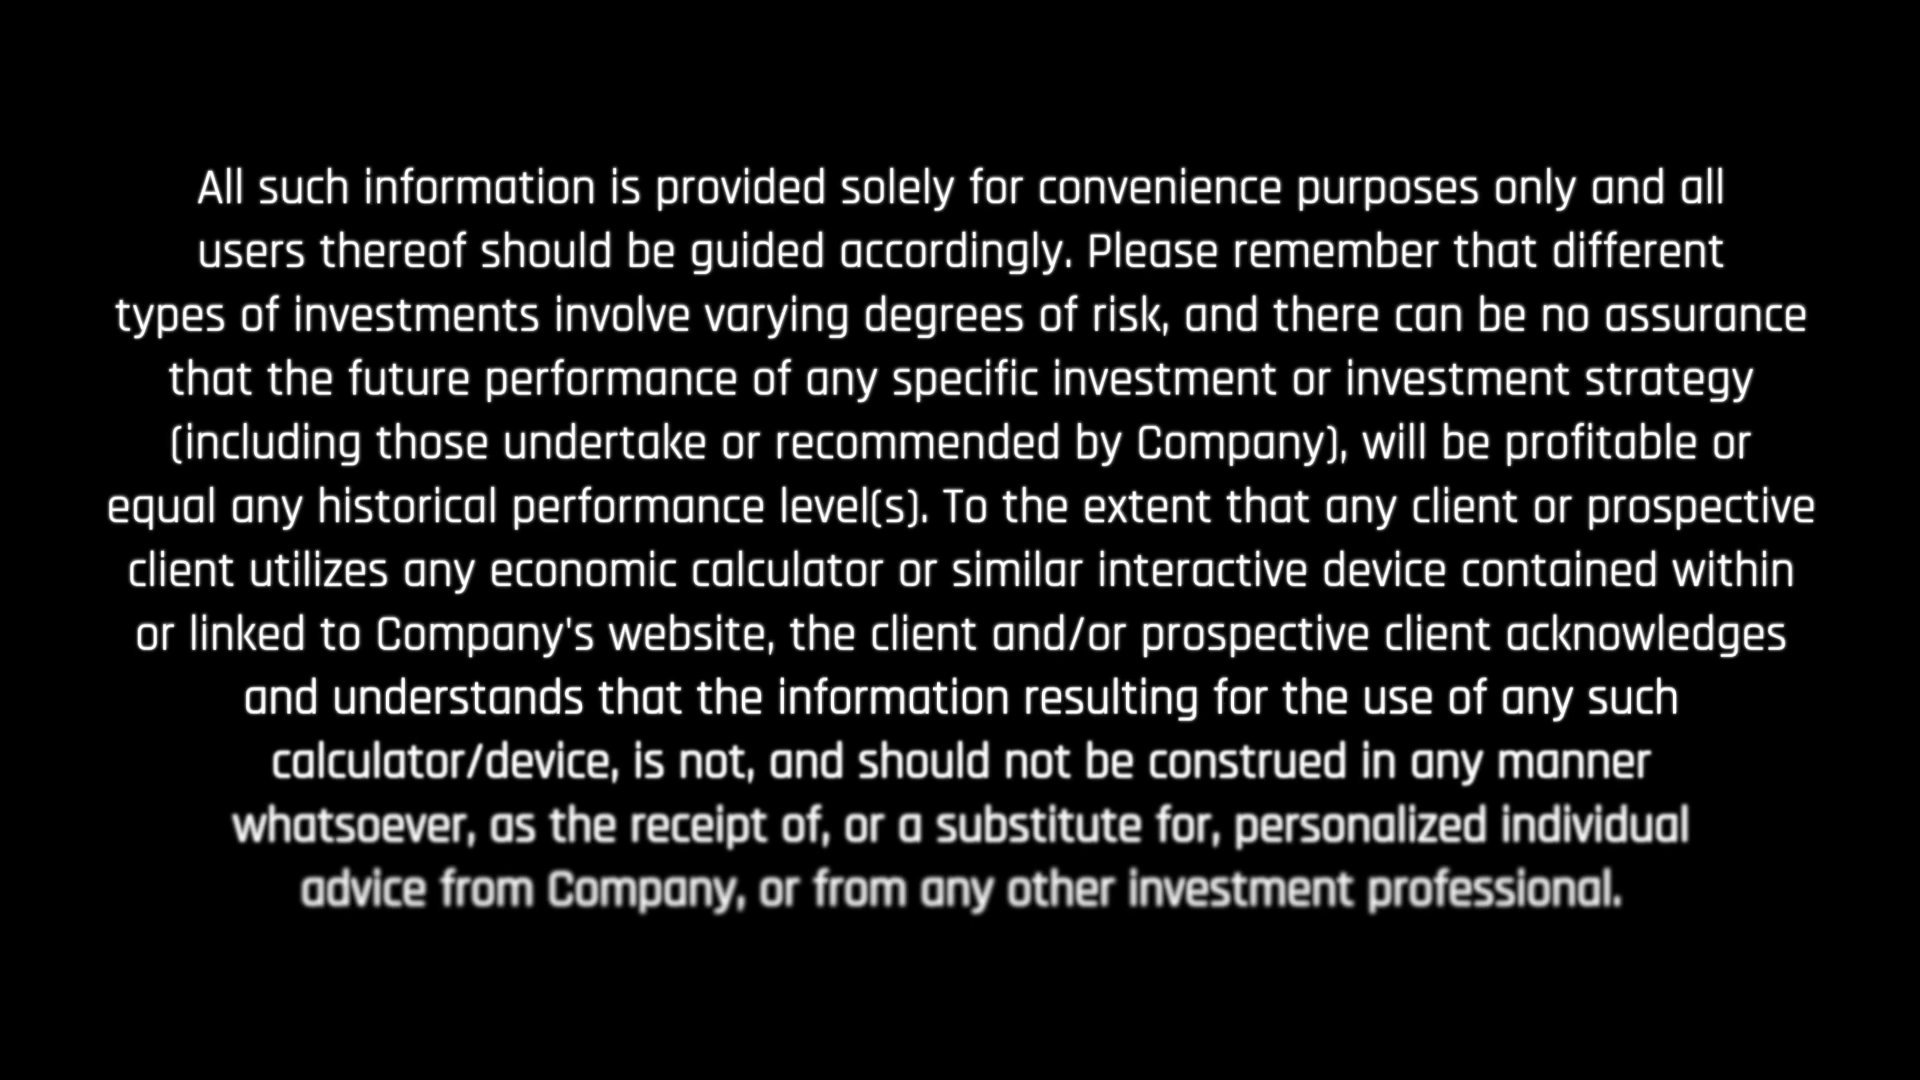 All such information is provided solely for convenience purposes only and all
users thereof should be guided accordingly. Please remember that different
types of investments involve varying degrees of risk, and there can be no assurance
that the future performance of any specific investment or investment strategy
(including those undertake or recommended by Company), will be profitable or
equal any historical performance level(s). To the extent that any client or prospective
client utilizes any economic calculator or similar interactive device contained within
or linked to Company's website, the client and/or prospective client acknowledges
and understands that the information resulting for the use of any such
calculator/device, is not, and should not be construed in any manner
whatsoever, as the receipt of, or a substitute for, personalized individual
advice from Company, or from any other investment professional.